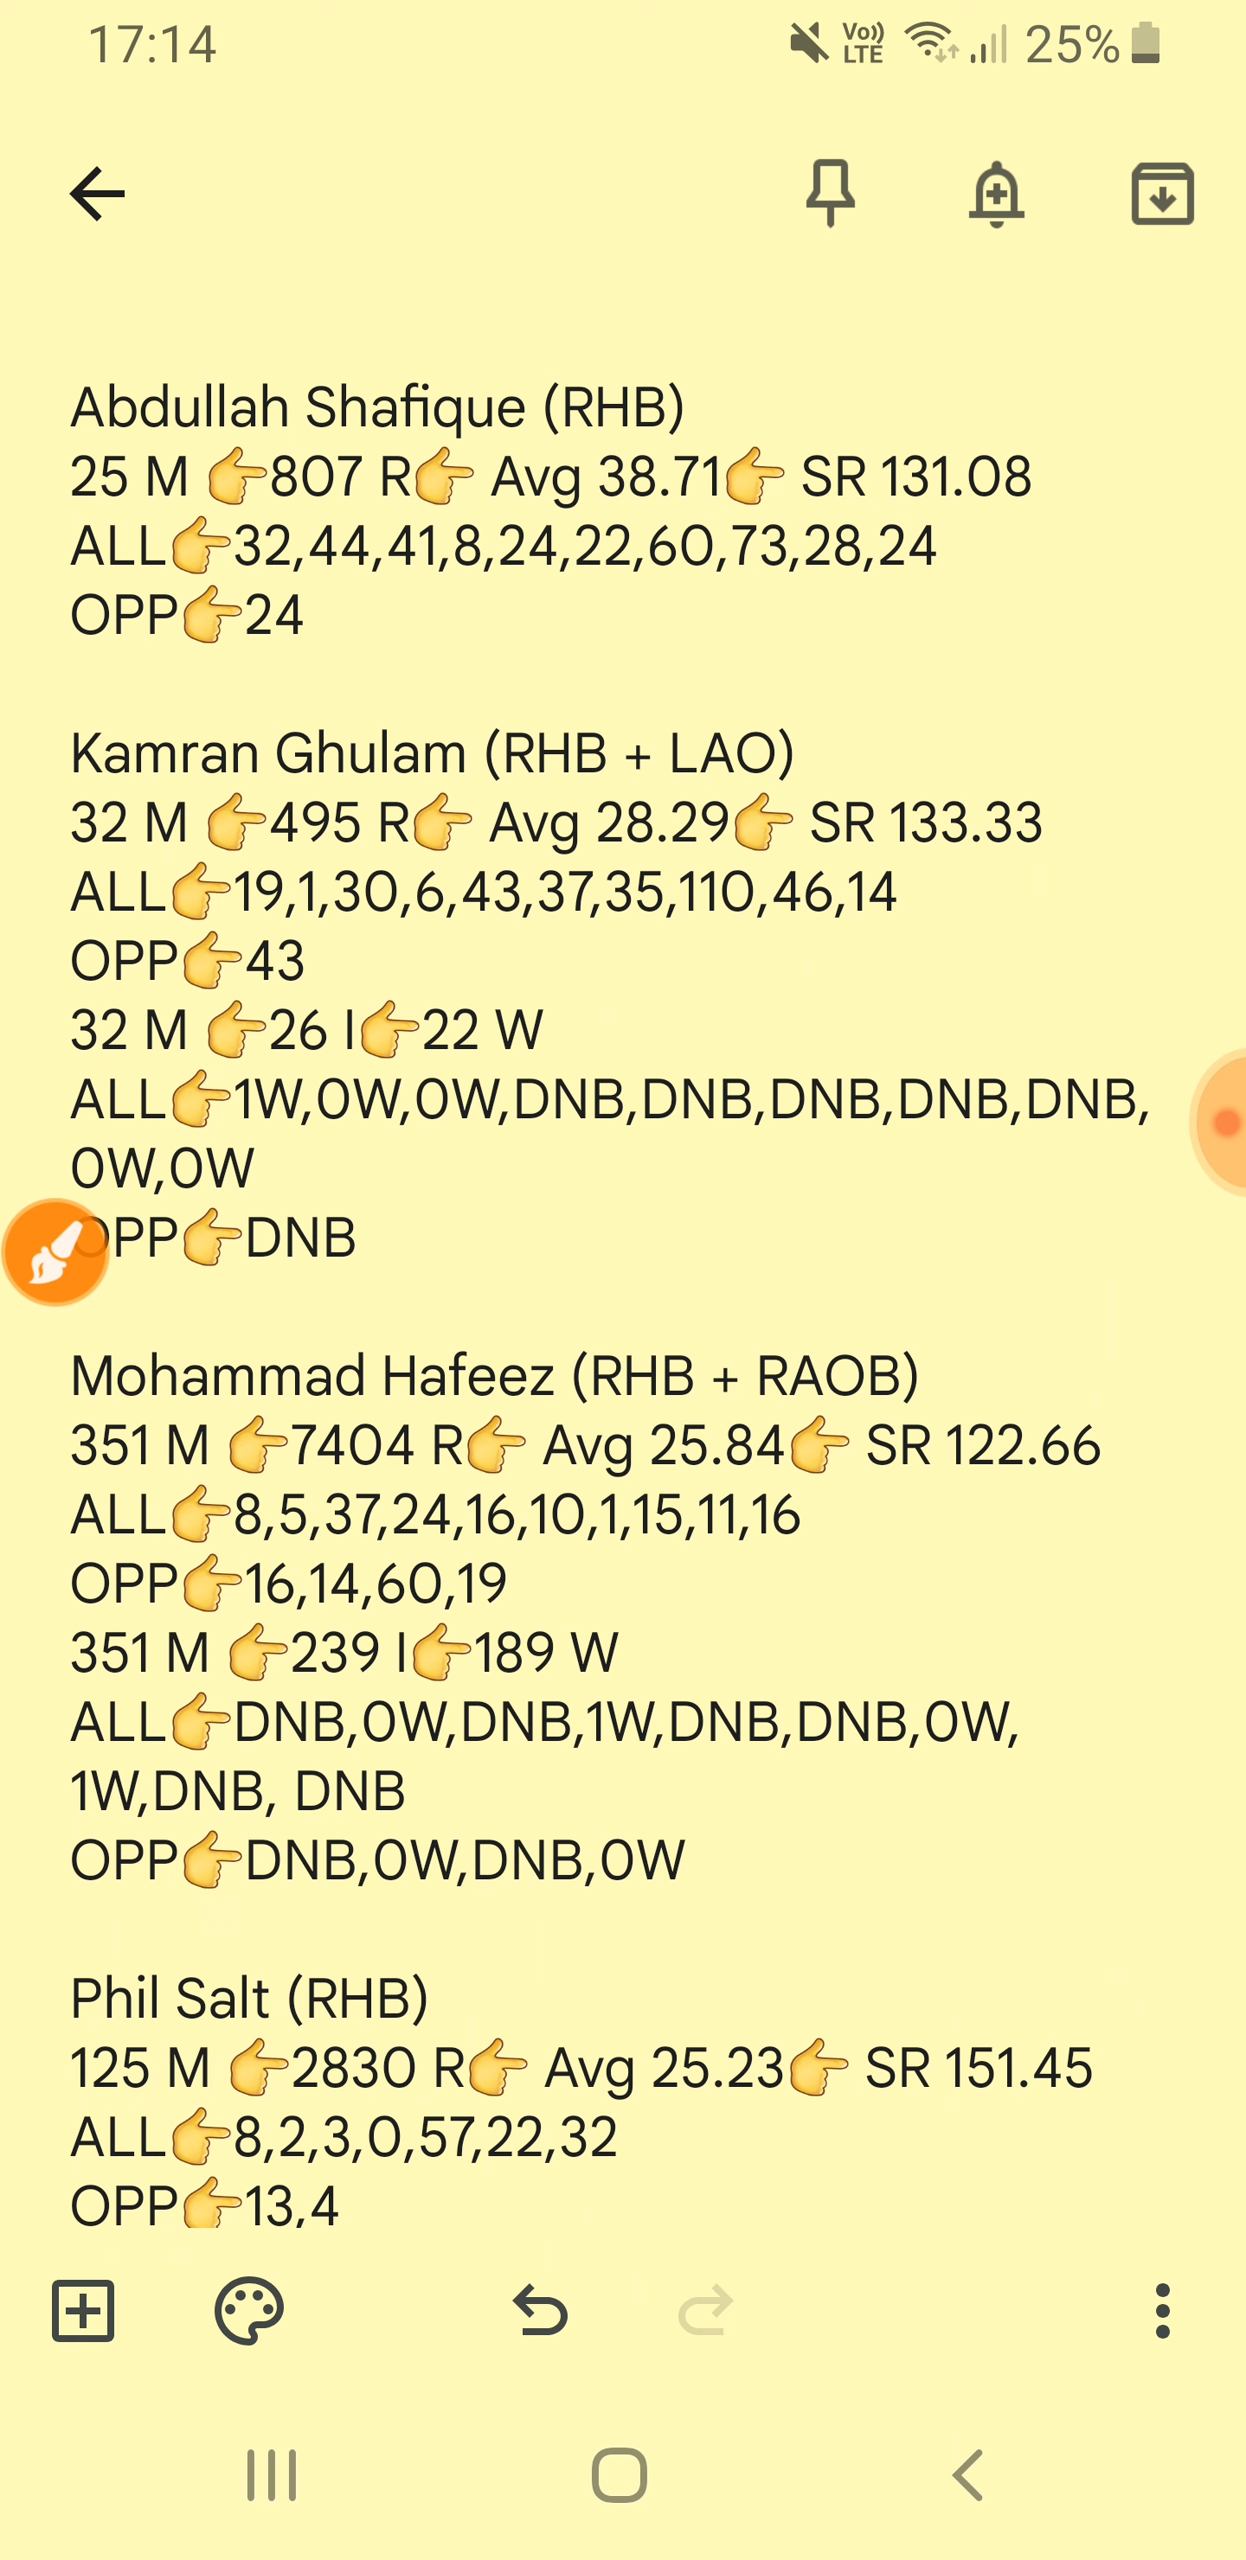 17:14 Vo)) LTE 25%
Abdullah Shafique (RHB)
25 M 👉807 R👉 Avg 38.71👉 SR 131.08
ALL👉32,44,41,8,24,22,60,73,28,24
OPP👉24
Kamran Ghulam (RHB + LAO)
32 M 👉495 R👉 Avg 28.29👉 SR 133.33
ALL👉19,1,30,6,43,37,35,110,46,14
OPP👉43
32 M 👉26 I👉22 W
ALL👉1W,0W,0W,DNB,DNB,DNB,DNB,DNB,
0W,0W
OPP👉DNB
Mohammad Hafeez (RHB + RAOB)
351 M 👉7404 R👉 Avg 25.84👉 SR 122.66
ALL👉8,5,37,24,16,10,1,15,11,16
OPP👉16,14,60,19
351 M 👉239 I👉189 W
ALL👉DNB,0W,DNB,1W,DNB,DNB,0W,
1W,DNB, DNB
OPP👉DNB,0W,DNB,0W
Phil Salt (RHB)
125 M 👉2830 R👉 Avg 25.23👉 SR 151.45
ALL👉8,2,3,0,57,22,32
OPP👉13,4